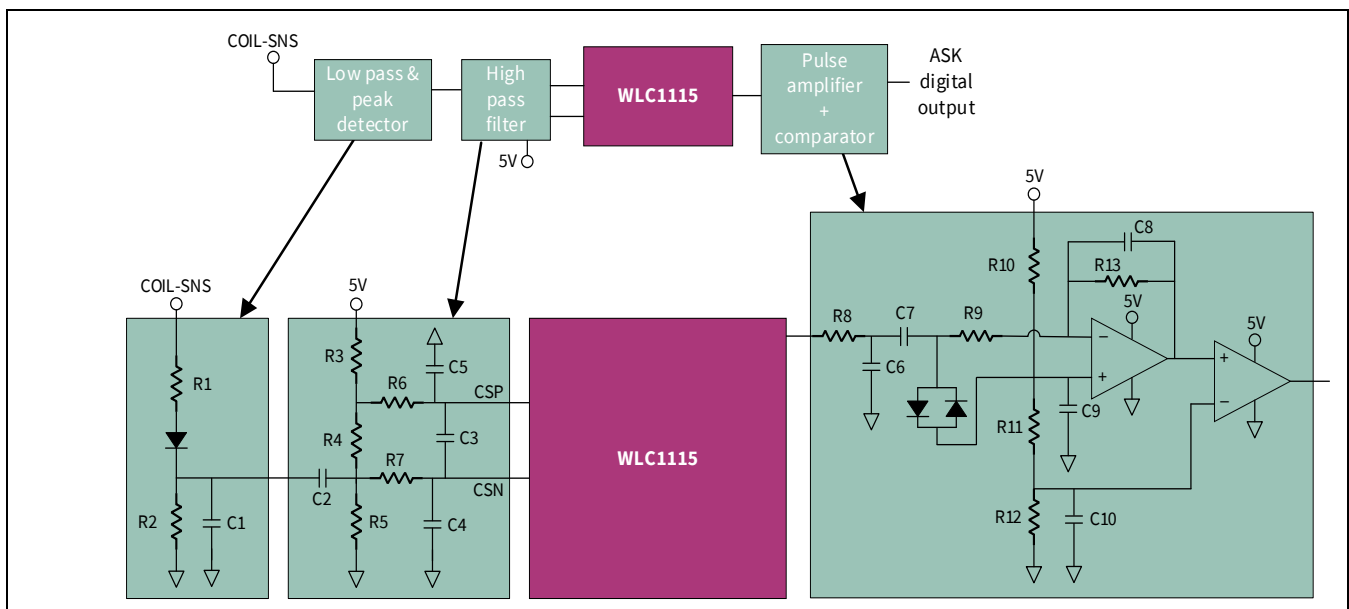 COIL-SNS
Low pass &
peak
detector
High
pass
filter
5V
WLC1115
Pulse
amplifier
+
comparator
ASK
digital
output
COIL-SNS
R1
R2
C1
5V
R3
R4
R5
C2
R6
R7
C5
C3
C4
CSP
CSN
WLC1115
R8
C6
C7
R9
5V
R10
R11
R12
C10
C9
C8
R13
5V
−
+
5V
+
−